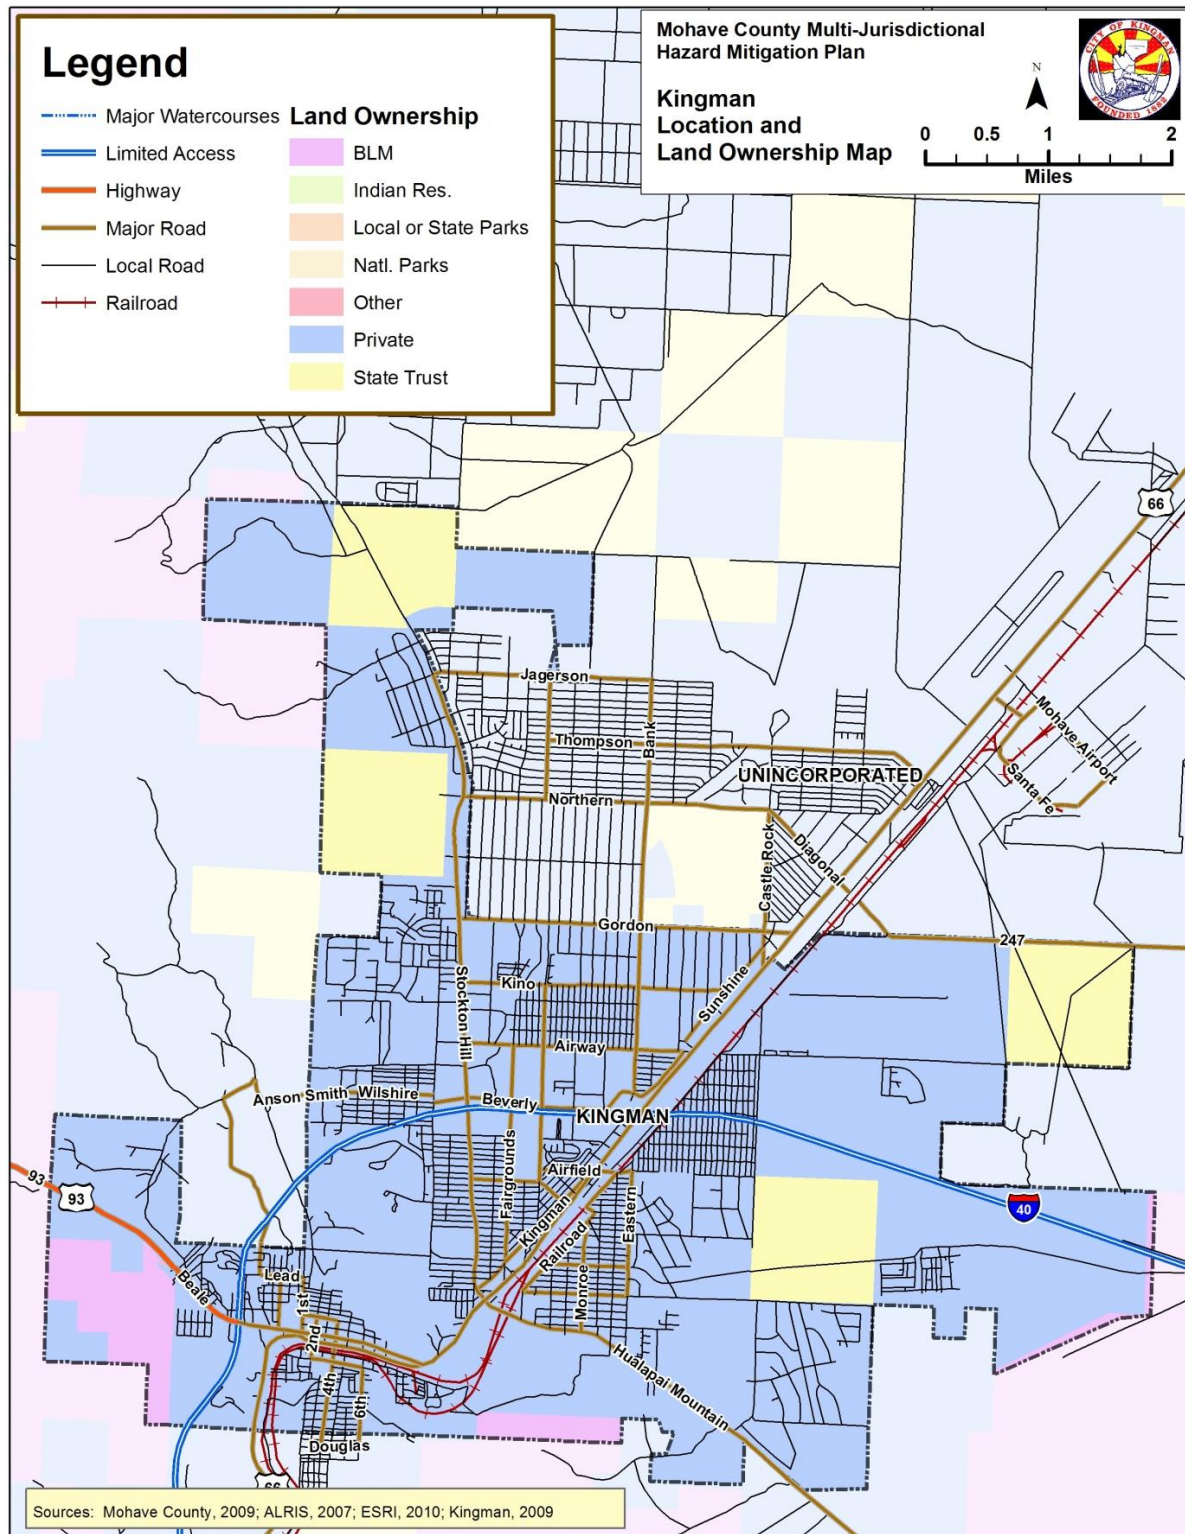 Legend
Major Watercourses
Limited Access
Highway
Major Road
Local Road
Railroad
Land Ownership
BLM
Indian Res.
Local or State Parks
Natl. Parks
Other
Private
State Trust
Mohave County Multi-Jurisdictional
Hazard Mitigation Plan
Kingman
Location and
Land Ownership Map
N
0 0.5 1 2
Miles
CITY OF KINGMAN
FOUNDED 1882
66
Jagerson
Bank
Thompson
Mohave Airport
UNINCORPORATED
Santa Fe
Northern
Castle Rock
Diagonal
Gordon
247
Stockton Hill
Kino
Sunshine
Airway
Anson Smith
Wilshire
Beverly
KINGMAN
Fairgrounds
Airfield
93
93
Kingman
Railroad
Eastern
40
Beale
Lead
1st
2nd
Monroe
Hualapai Mountain
4th
6th
Douglas
66
Sources: Mohave County, 2009; ALRIS, 2007; ESRI, 2010; Kingman, 2009